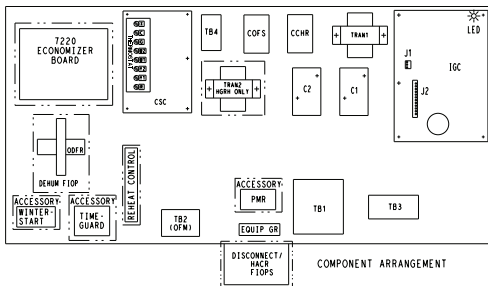 7220
ECONOMIZER
BOARD
THERMOSTAT
CSC
TB4
COFS
CCHR
TRAN1
LED
J1
IGC
J2
TRAN2
HGRH ONLY
C2
C1
ODFR
DEHUM FIOP
REHEAT CONTROL
ACCESSORY
WINTER-
START
ACCESSORY
TIME-
GUARD
TB2
(OFM)
ACCESSORY
PMR
EQUIP GR
TB1
TB3
DISCONNECT/
HACR
FIOPS
COMPONENT ARRANGEMENT